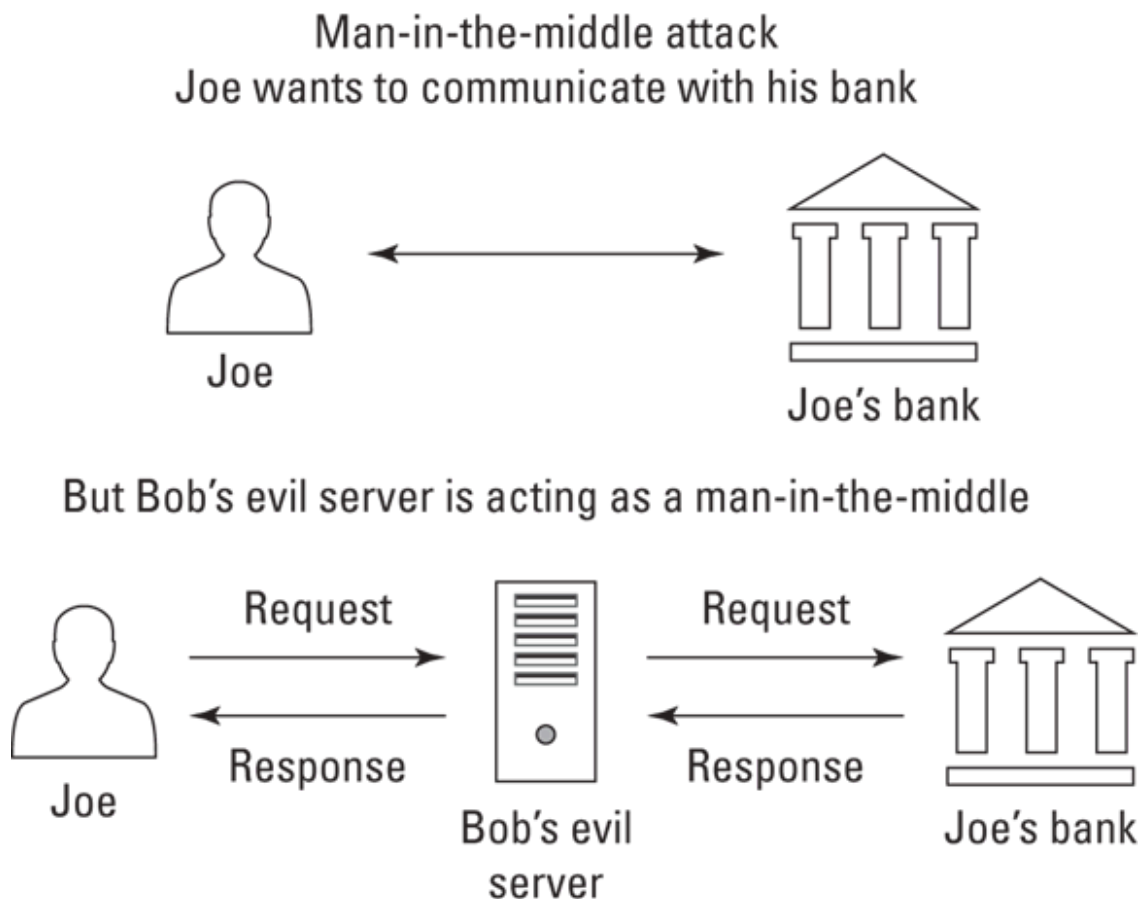 Man-in-the-middle attack
Joe wants to communicate with his bank
Joe
Joe’s bank
But Bob’s evil server is acting as a man-in-the-middle
Request
Request
Response
Response
Joe
Bob’s evil
server
Joe’s bank